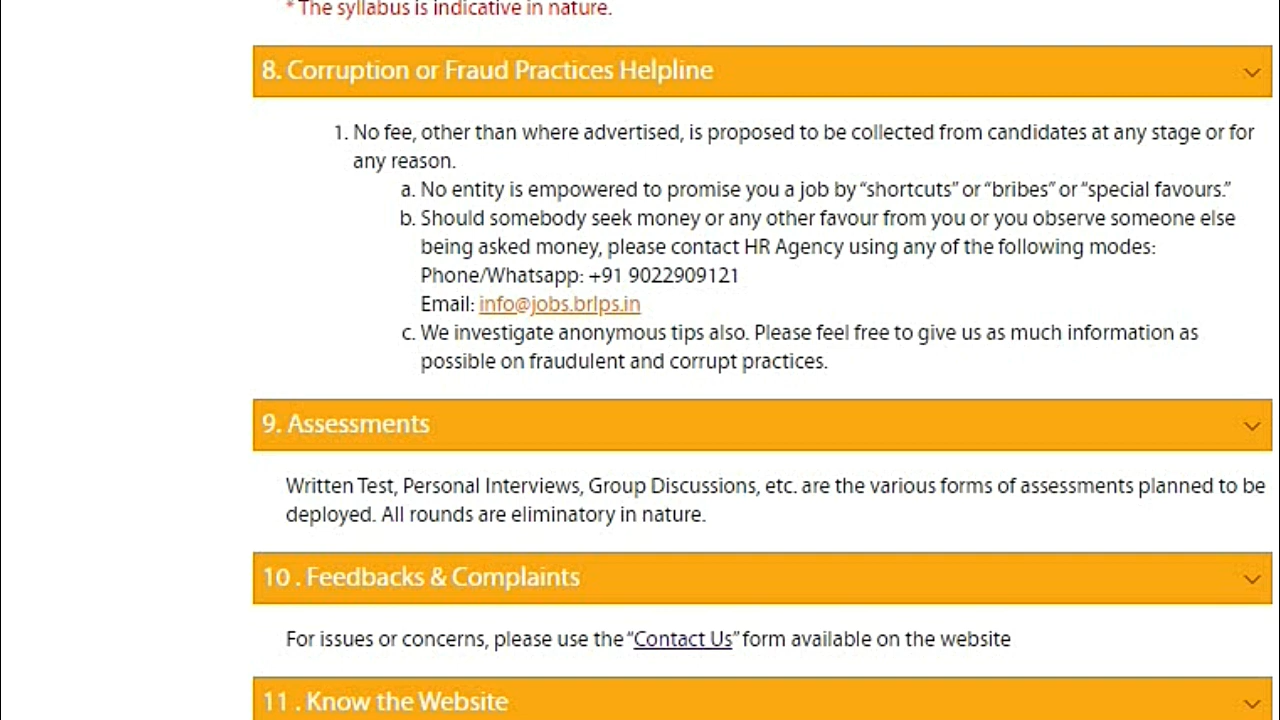 * The syllabus is indicative in nature.
8. Corruption or Fraud Practices Helpline
1. No fee, other than where advertised, is proposed to be collected from candidates at any stage or for
any reason.
a. No entity is empowered to promise you a job by “shortcuts” or “bribes” or “special favours.”
b. Should somebody seek money or any other favour from you or you observe someone else
being asked money, please contact HR Agency using any of the following modes:
Phone/Whatsapp: +91 9022909121
Email: info@jobs.brlps.in
c. We investigate anonymous tips also. Please feel free to give us as much information as
possible on fraudulent and corrupt practices.
9. Assessments
Written Test, Personal Interviews, Group Discussions, etc. are the various forms of assessments planned to be
deployed. All rounds are eliminatory in nature.
10 . Feedbacks & Complaints
For issues or concerns, please use the “Contact Us” form available on the website
11 . Know the Website